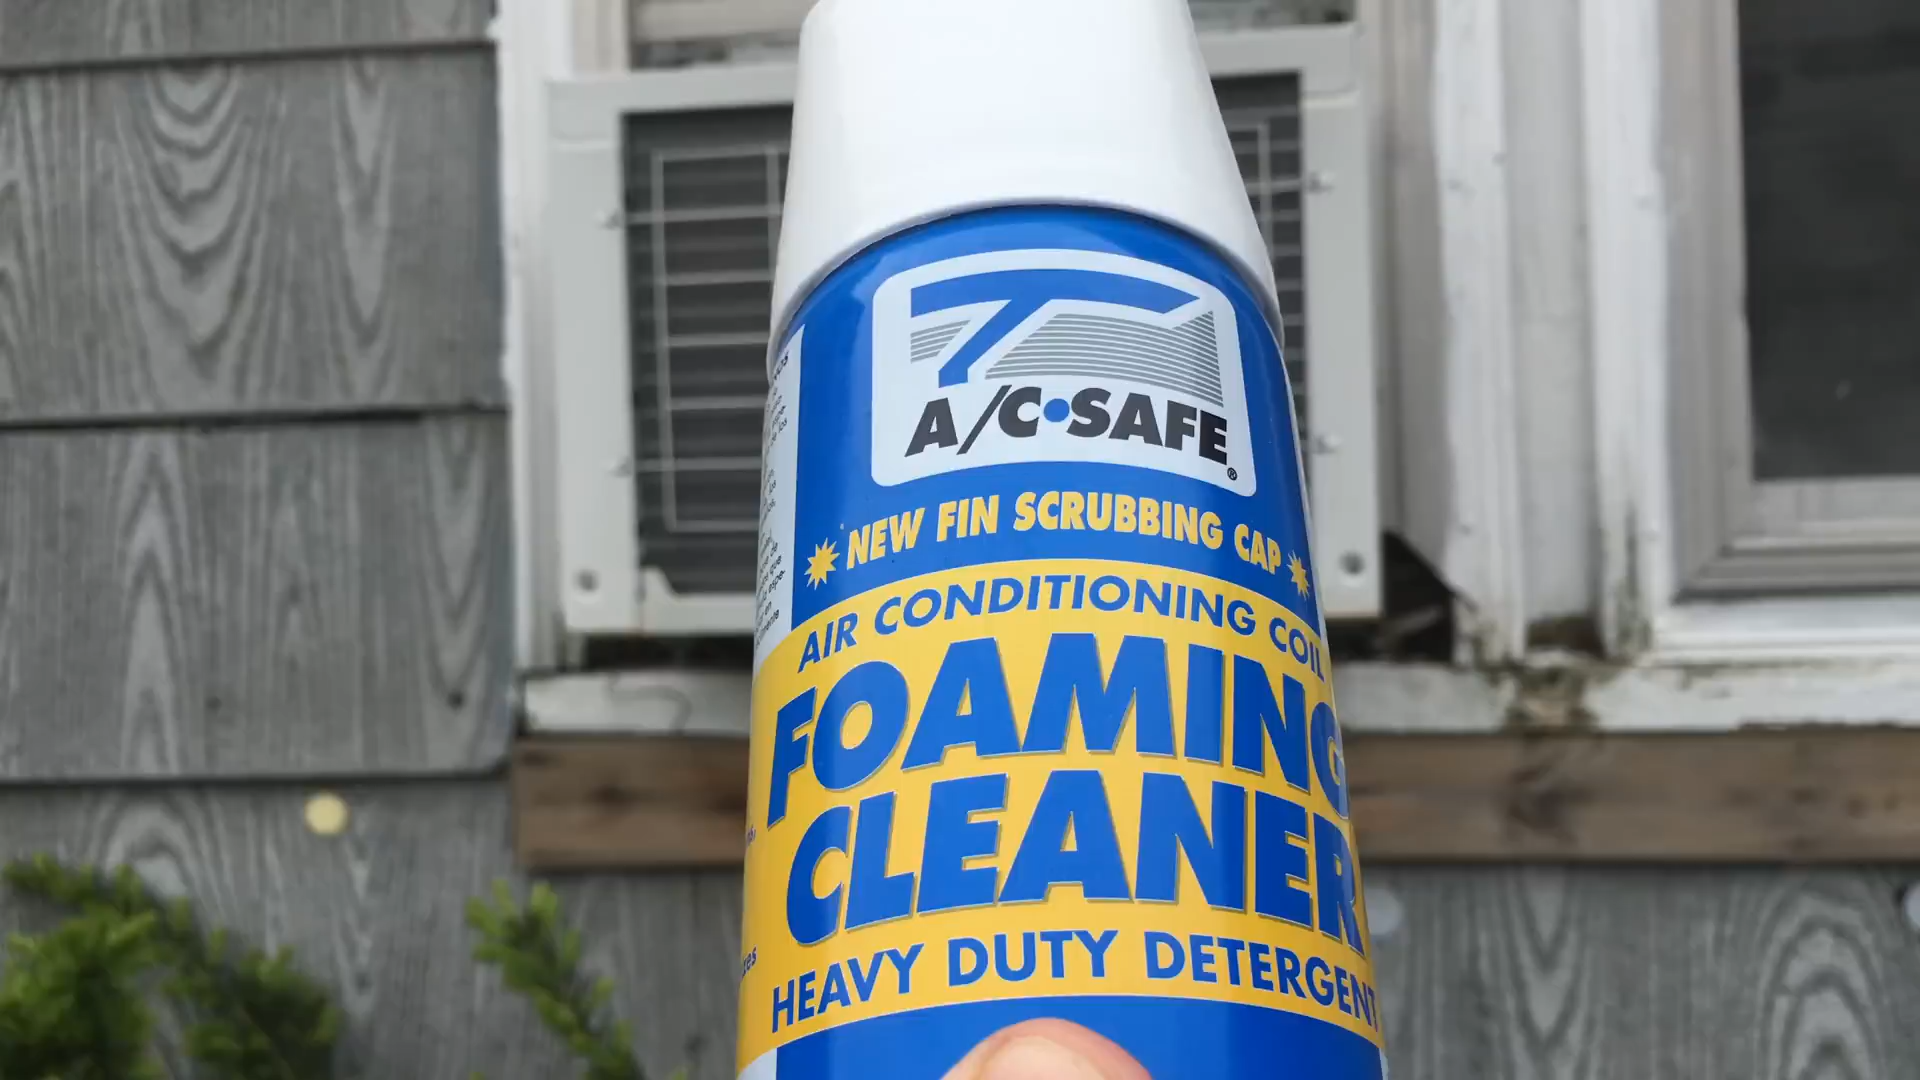 A/C•SAFE®
NEW FIN SCRUBBING CAP
AIR CONDITIONING COIL
FOAMING
CLEANER
HEAVY DUTY DETERGENT